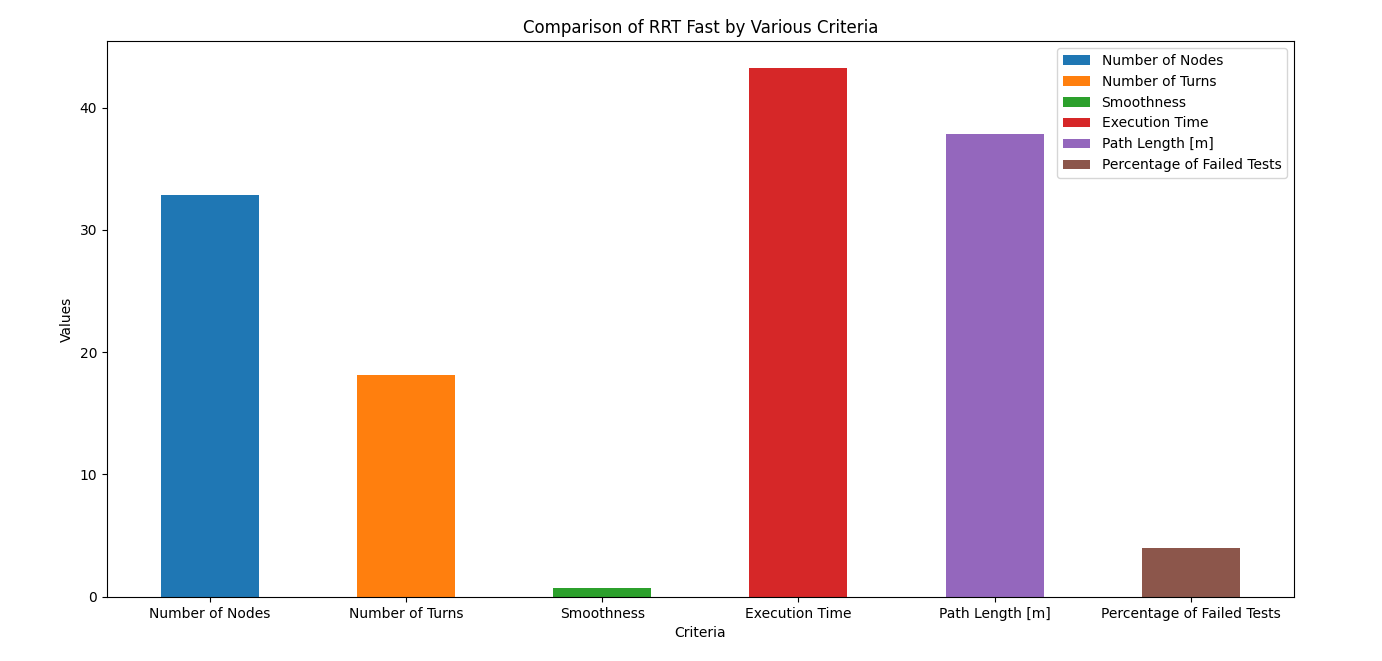 Comparison of RRT Fast by Various Criteria
Number of Nodes
Number of Turns
Smoothness
Execution Time
Path Length [m]
Percentage of Failed Tests
Values
40
30
20
10
0
Number of Nodes Number of Turns Smoothness Execution Time Path Length [m] Percentage of Failed Tests
Criteria